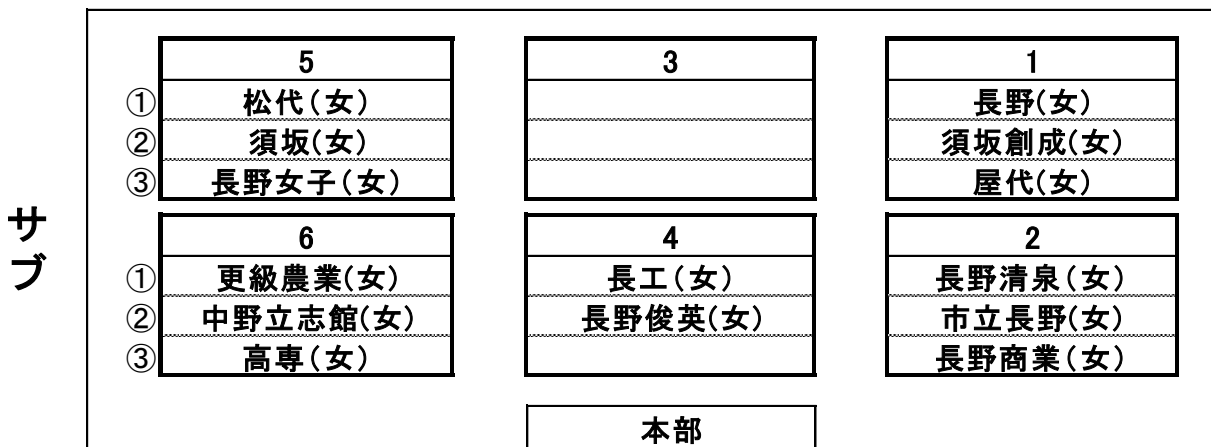 5 3 1
① 松代（女） 長野(女)
② 須坂(女) 須坂創成(女)
③ 長野女子（女） 屋代(女)
サブ
6 4 2
① 更級農業(女) 長工(女) 長野清泉(女)
② 中野立志館(女) 長野俊英(女) 市立長野(女)
③ 高専(女) 長野商業(女)
本部